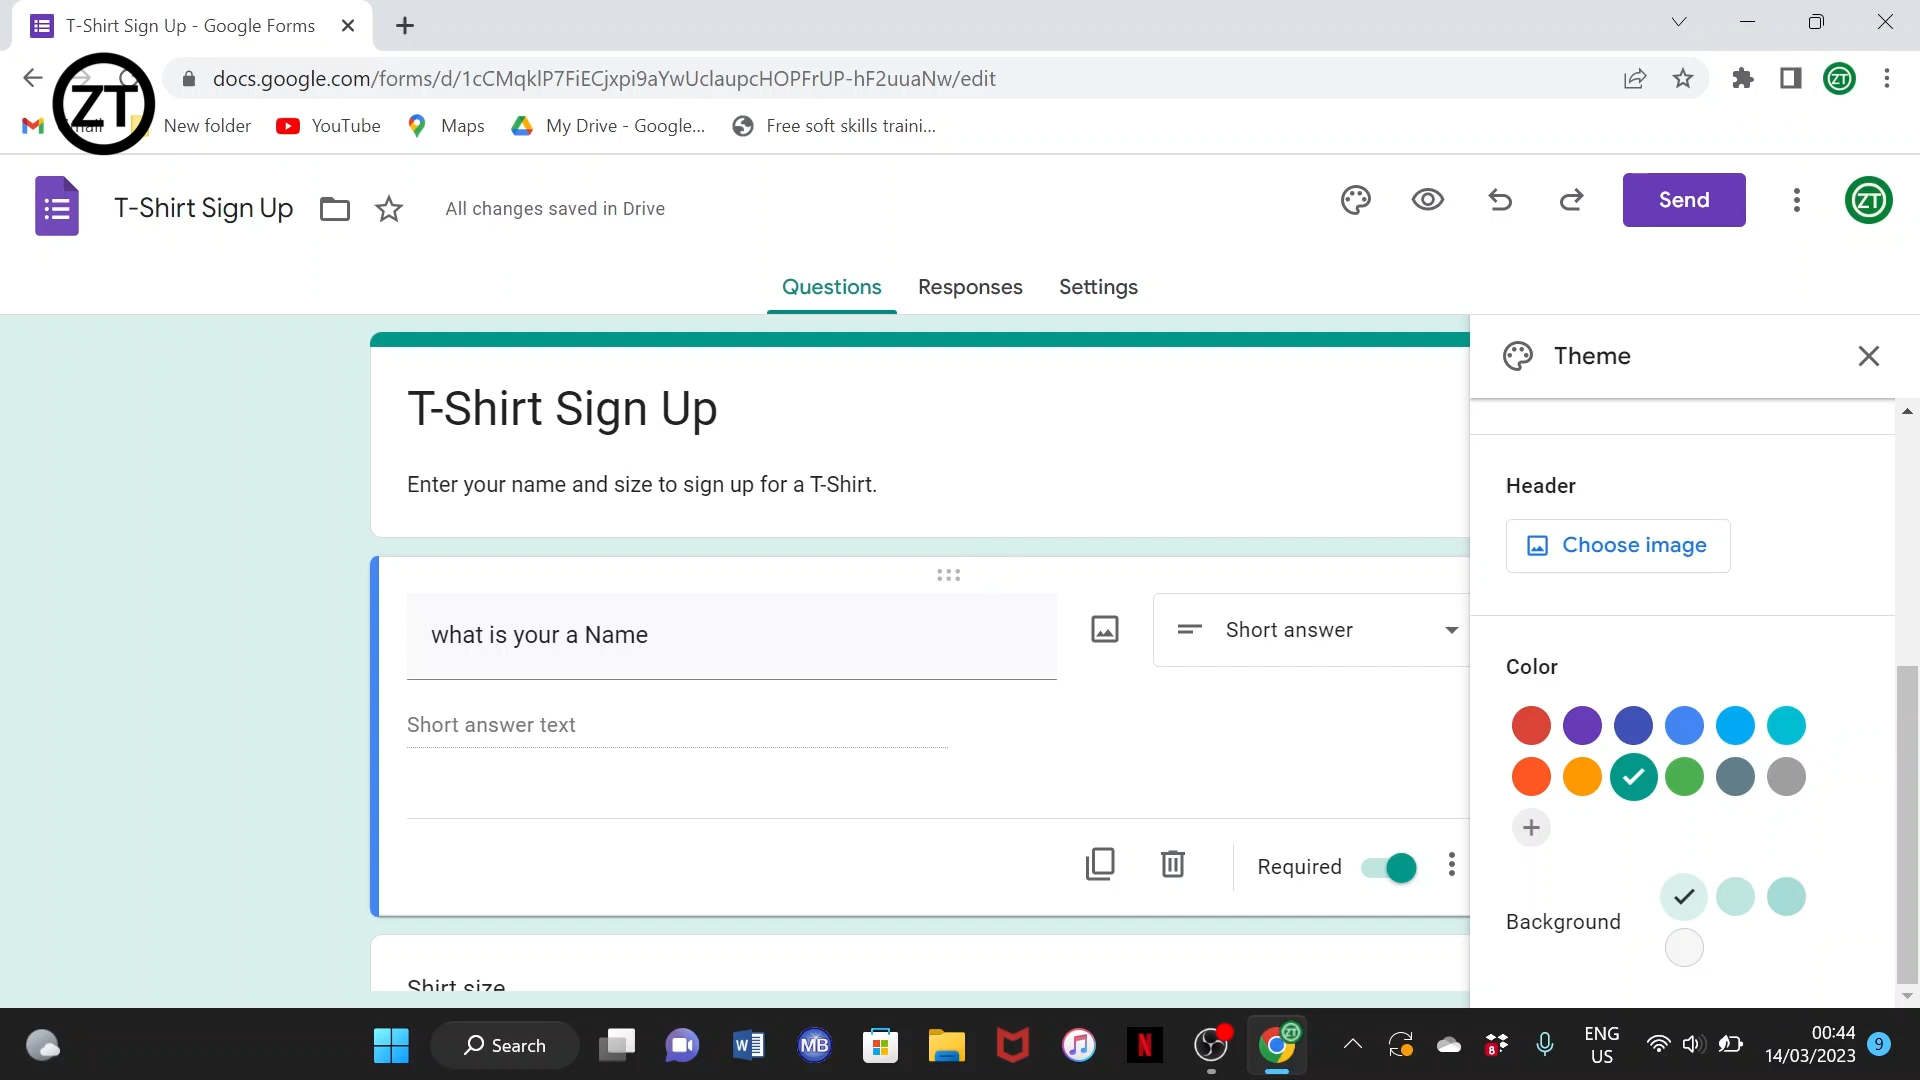 T-Shirt Sign Up - Google Forms
docs.google.com/forms/d/1cCMqklP7FiECjxpi9aYwUclaupcHOPFrUP-hF2uuaNw/edit
ZT
New folder
YouTube
Maps
My Drive - Google...
Free soft skills traini...
T-Shirt Sign Up
All changes saved in Drive
Send
ZT
Questions
Responses
Settings
T-Shirt Sign Up
Enter your name and size to sign up for a T-Shirt.
what is your a Name
Short answer
Short answer text
Required
Shirt size
Theme
Header
Choose image
Color
Background
Search
MB
ENG
US
00:44
14/03/2023
9